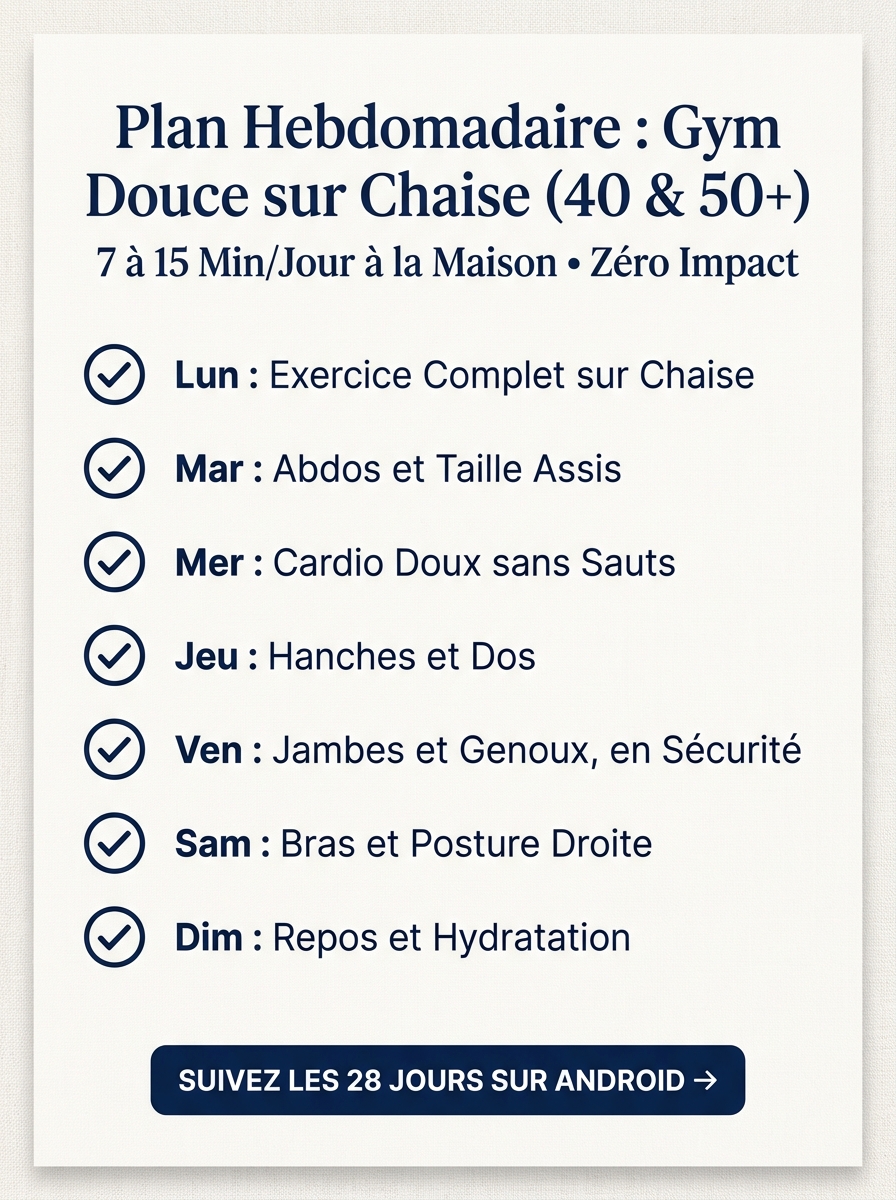 Plan Hebdomadaire : Gym
Douce sur Chaise (40 & 50+)
7 à 15 Min/Jour à la Maison • Zéro Impact
Lun : Exercice Complet sur Chaise
Mar : Abdos et Taille Assis
Mer : Cardio Doux sans Sauts
Jeu : Hanches et Dos
Ven : Jambes et Genoux, en Sécurité
Sam : Bras et Posture Droite
Dim : Repos et Hydratation
SUIVEZ LES 28 JOURS SUR ANDROID →